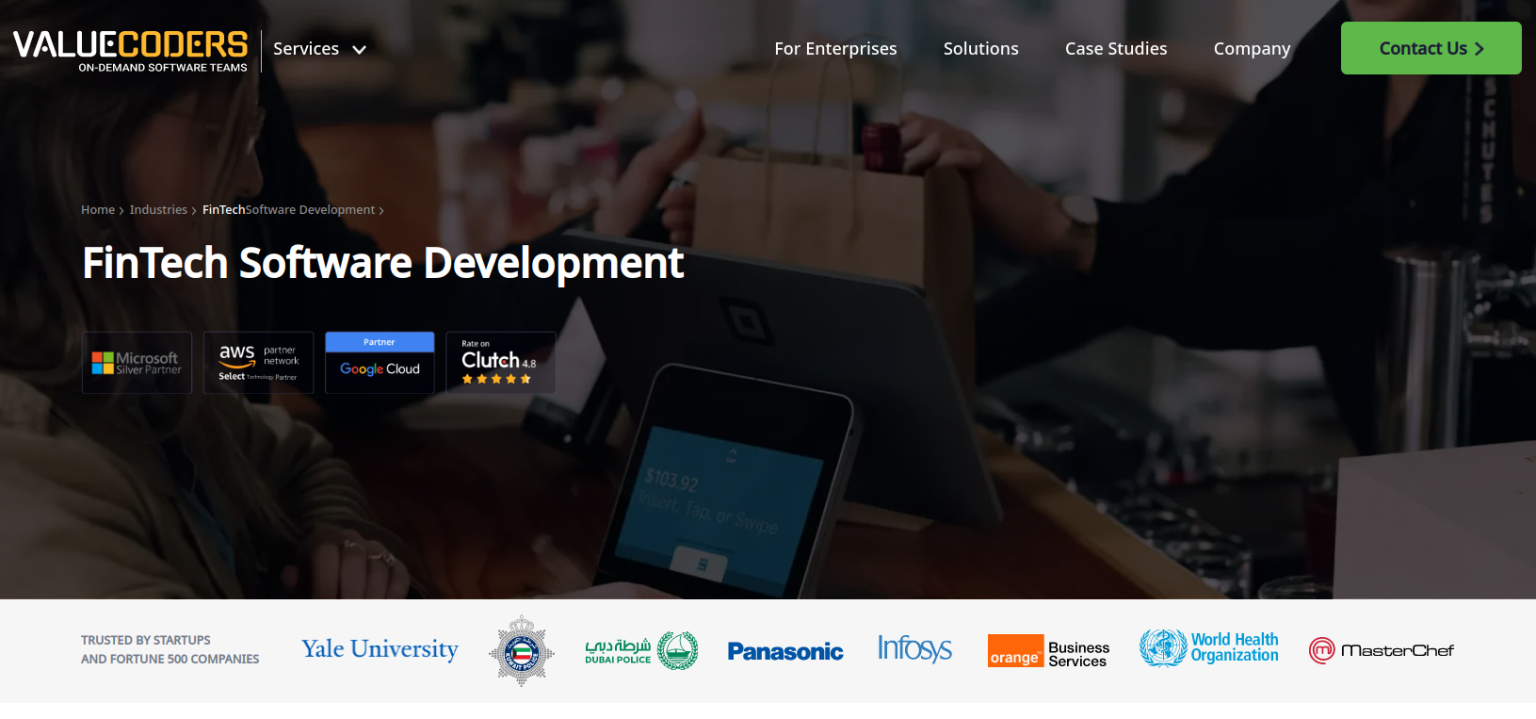 VALUECODERS
ON-DEMAND SOFTWARE TEAMS
Services
For Enterprises
Solutions
Case Studies
Company
Contact Us
Home
Industries
FinTechSoftware Development
FinTech Software Development
Microsoft
Silver Partner
aws partner network
Select Technology Partner
Partner
Google Cloud
Rate on
Clutch 4.8
$103.92
Insert, Tap, or Swipe
TRUSTED BY STARTUPS
AND FORTUNE 500 COMPANIES
Yale University
شرطة دبي
DUBAI POLICE
Panasonic
Infosys
orange
Business
Services
World Health
Organization
MasterChef